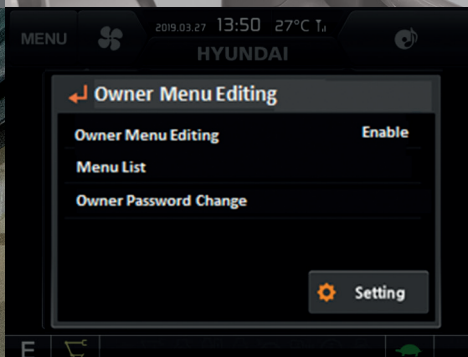 MENU
2019.03.27 13:50 27°C
HYUNDAI
Owner Menu Editing
Owner Menu Editing Enable
Menu List
Owner Password Change
Setting